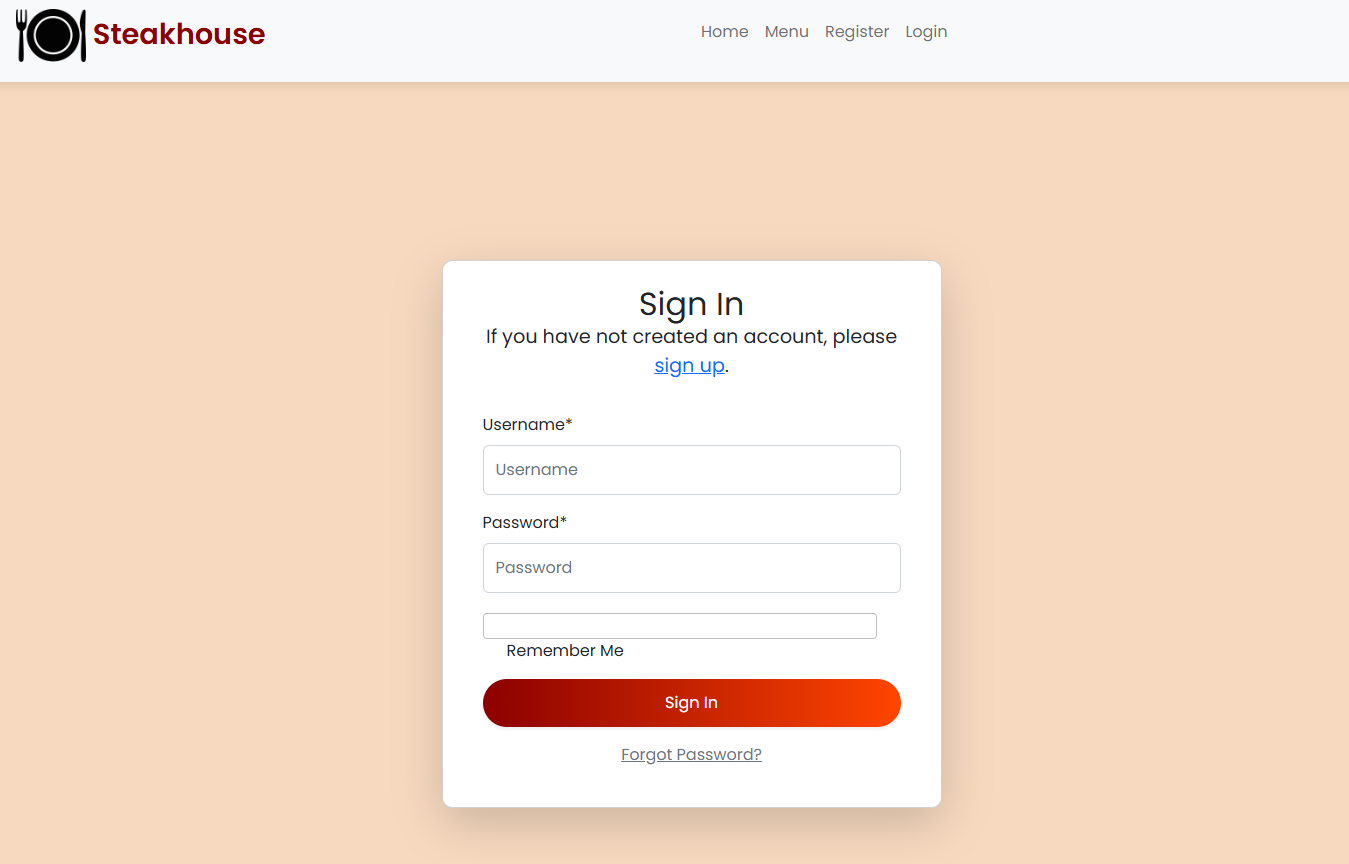 Steakhouse
Home Menu Register Login
Sign In
If you have not created an account, please
sign up.
Username*
Username
Password*
Password
Remember Me
Sign In
Forgot Password?